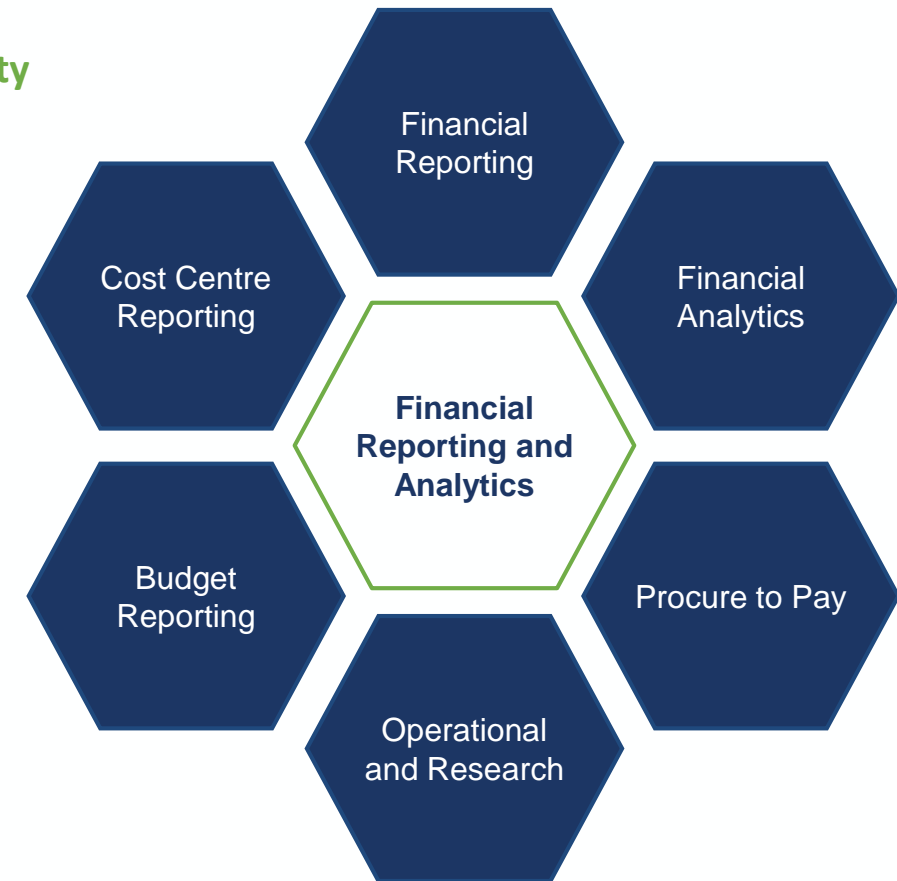 ty
Financial
Reporting
Cost Centre
Reporting
Financial
Analytics
Financial
Reporting and
Analytics
Budget
Reporting
Procure to Pay
Operational
and Research